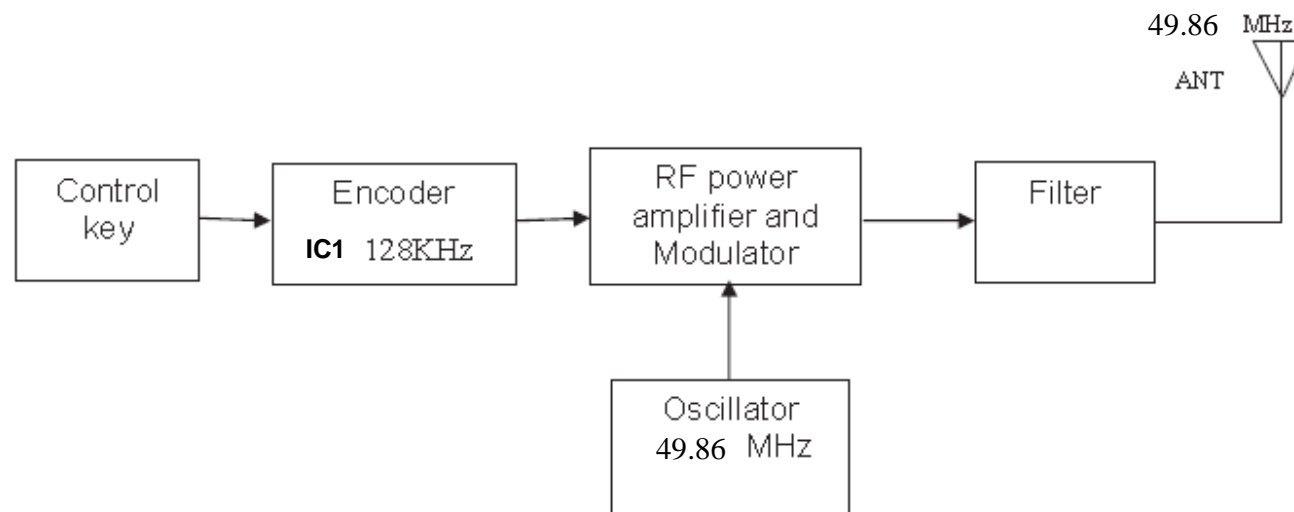 49.86 MHz
ANT
Control
key
Encoder
IC1 128KHz
RF power
amplifier and
Modulator
Filter
Oscillator
49.86 MHz